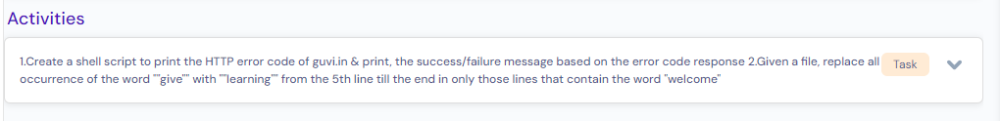 Activities
1.Create a shell script to print the HTTP error code of guvi.in & print, the success/failure message based on the error code response 2.Given a file, replace all
occurrence of the word ""give"" with ""learning"" from the 5th line till the end in only those lines that contain the word "welcome"
Task